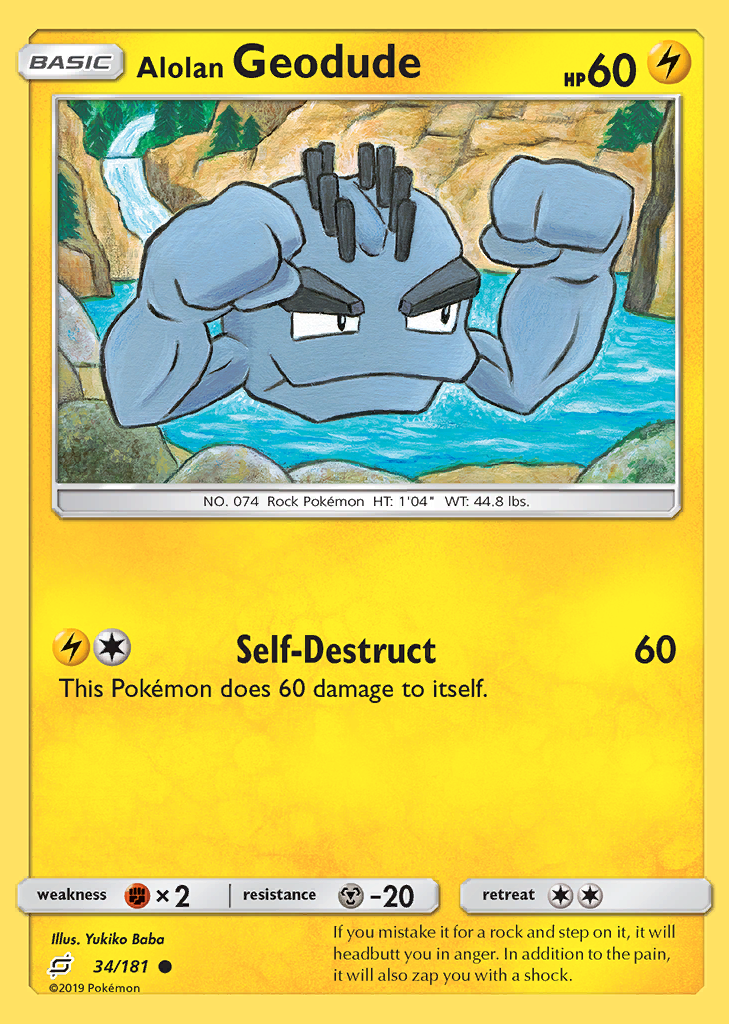 BASIC Alolan Geodude HP60
NO. 074 Rock Pokémon HT: 1'04" WT: 44.8 lbs.
Self-Destruct 60
This Pokémon does 60 damage to itself.
weakness ×2 resistance -20 retreat
Illus. Yukiko Baba
34/181
©2019 Pokémon
If you mistake it for a rock and step on it, it will
headbutt you in anger. In addition to the pain,
it will also zap you with a shock.